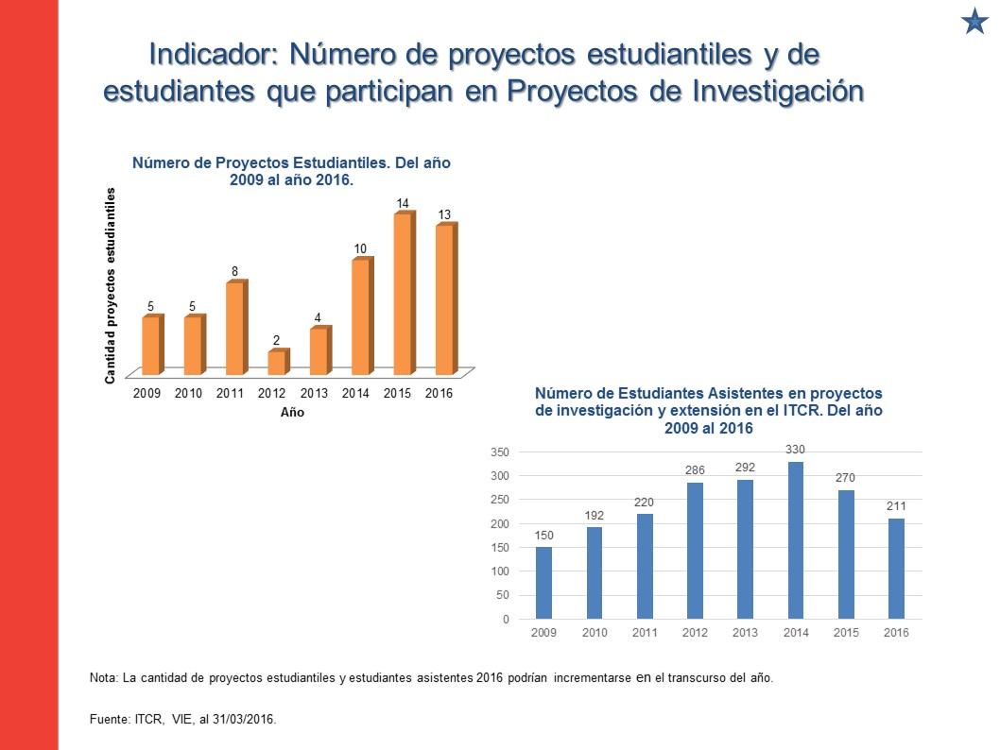 Indicador: Número de proyectos estudiantiles y de
estudiantes que participan en Proyectos de Investigación
Número de Proyectos Estudiantiles. Del año
2009 al año 2016.
Cantidad proyectos estudiantiles
5 5 8 2 4 10 14 13
2009 2010 2011 2012 2013 2014 2015 2016
Año
Número de Estudiantes Asistentes en proyectos
de investigación y extensión en el ITCR. Del año
2009 al 2016
350
300
250
200
150
100
50
0
150 192 220 286 292 330 270 211
2009 2010 2011 2012 2013 2014 2015 2016
Nota: La cantidad de proyectos estudiantiles y estudiantes asistentes 2016 podrían incrementarse en el transcurso del año.
Fuente: ITCR, VIE, al 31/03/2016.